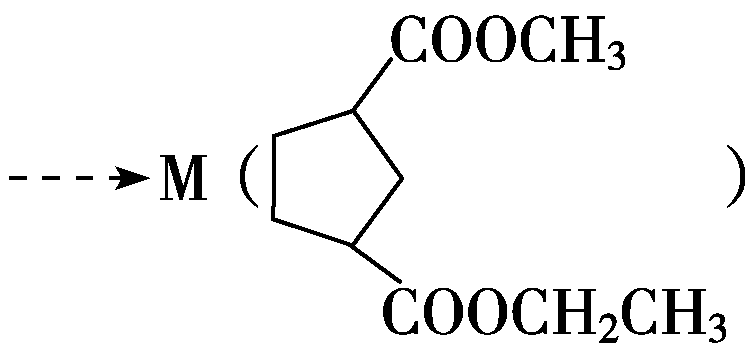 COOCH₃
M ( )
COOCH₂CH₃